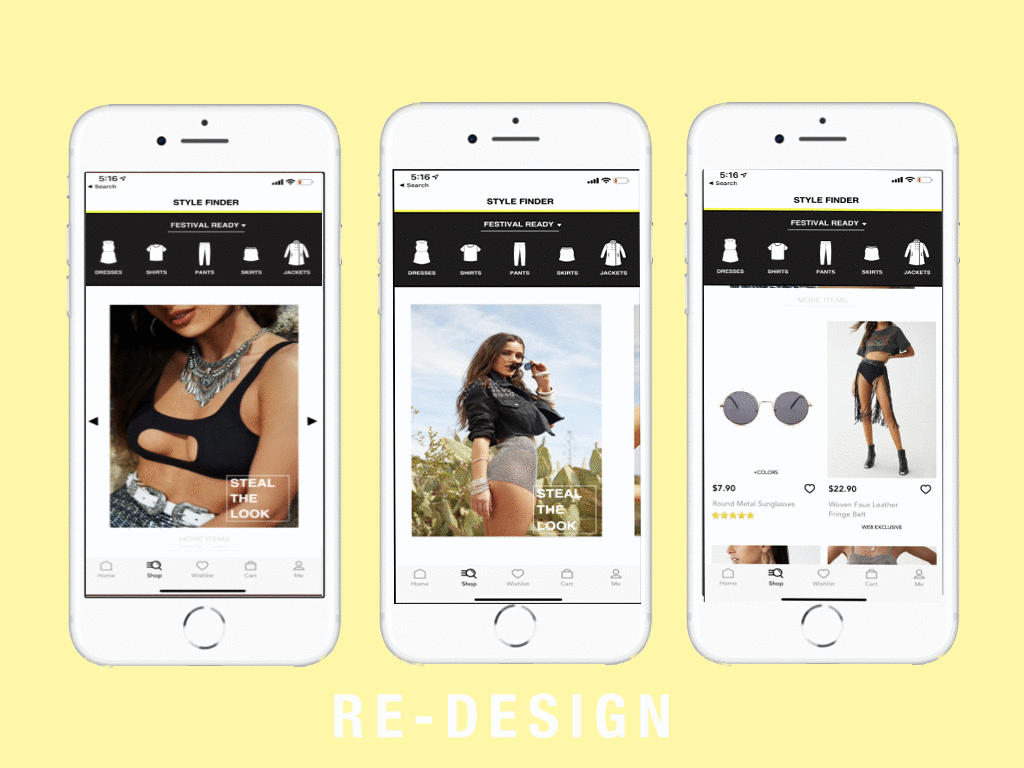 5:16
Search
STYLE FINDER
FESTIVAL READY
DRESSES SHIRTS PANTS SKIRTS JACKETS
STEAL
THE
LOOK
MORE ITEMS
Home Shop Wishlist Cart Me
5:16
Search
STYLE FINDER
FESTIVAL READY
DRESSES SHIRTS PANTS SKIRTS JACKETS
STEAL
THE
LOOK
Home Shop Wishlist Cart Me
5:16
Search
STYLE FINDER
FESTIVAL READY
DRESSES SHIRTS PANTS SKIRTS JACKETS
MORE ITEMS
+COLORS
$7.90
Round Metal Sunglasses
$22.90
Woven Faux Leather
Fringe Belt
WEB EXCLUSIVE
Home Shop Wishlist Cart Me
RE-DESIGN